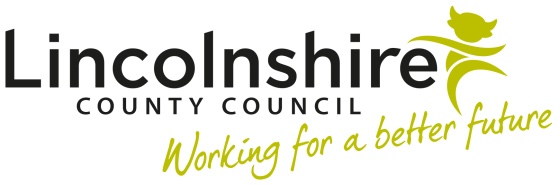 Lincolnshire
COUNTY COUNCIL
Working for a better future